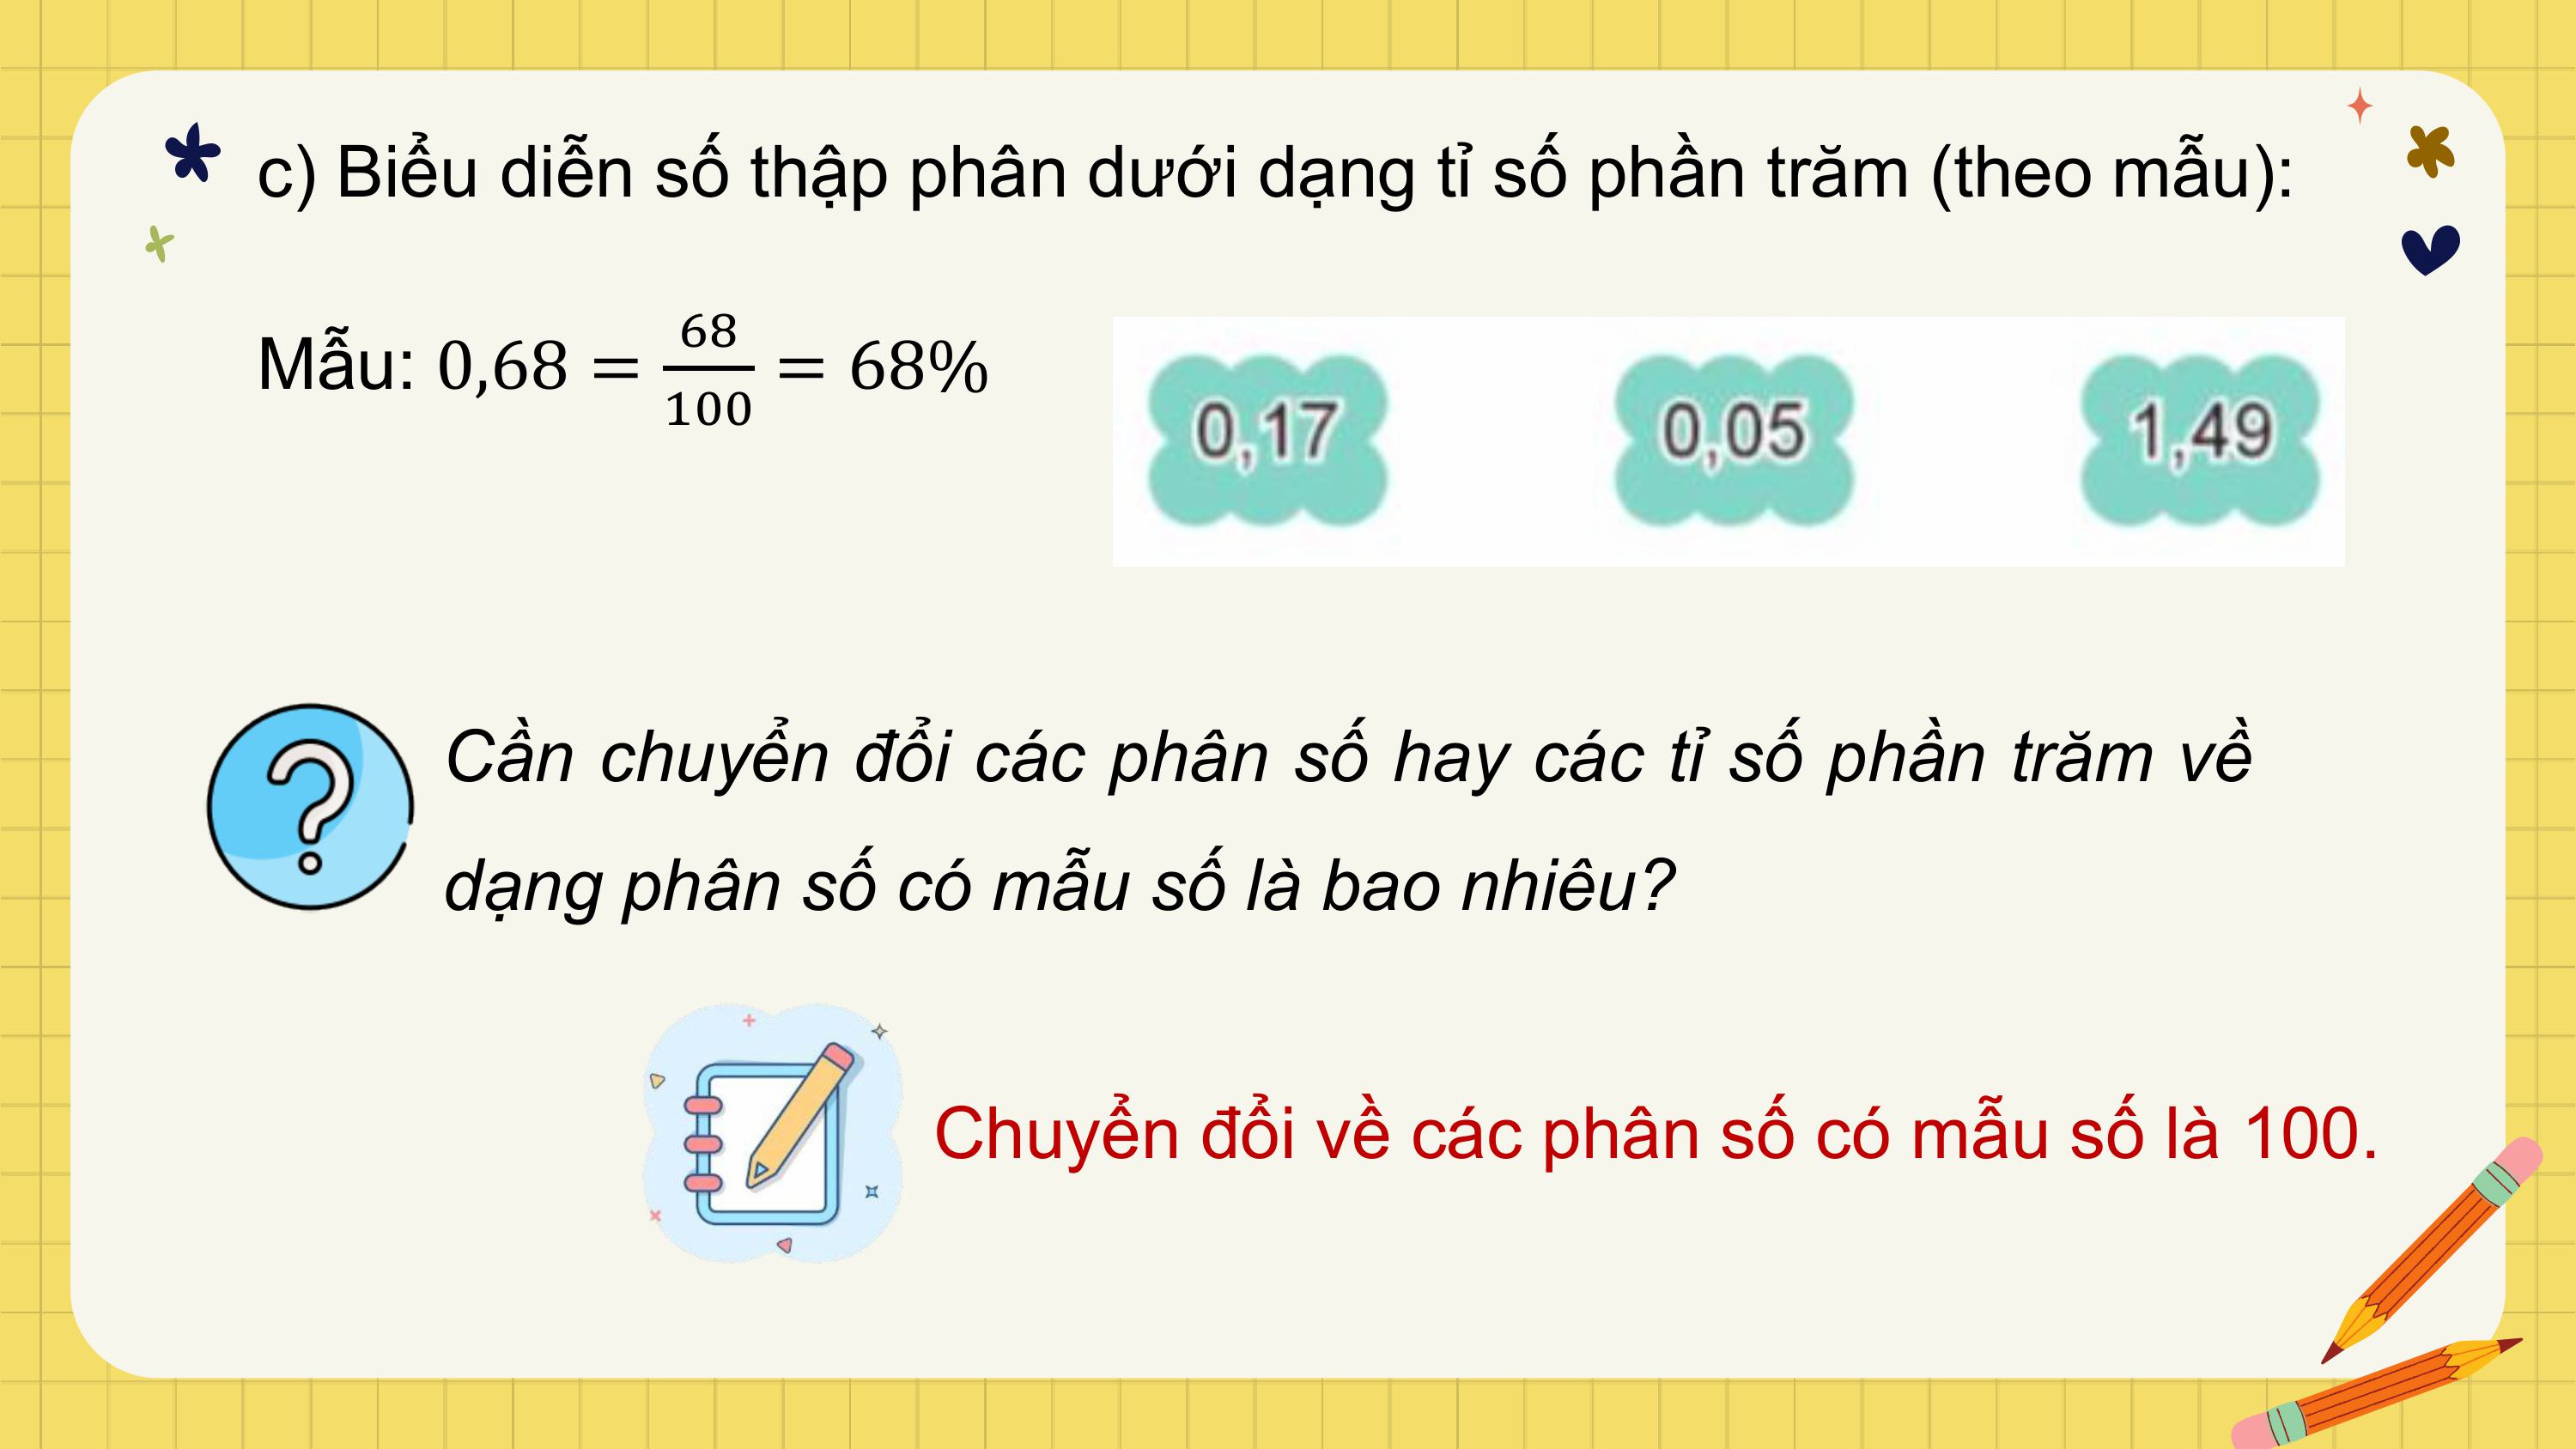 c) Biểu diễn số thập phân dưới dạng tỉ số phần trăm (theo mẫu):
Mẫu: 0,68 = 68/100 = 68%
0,17 0,05 1,49
Cần chuyển đổi các phân số hay các tỉ số phần trăm về
dạng phân số có mẫu số là bao nhiêu?
Chuyển đổi về các phân số có mẫu số là 100.